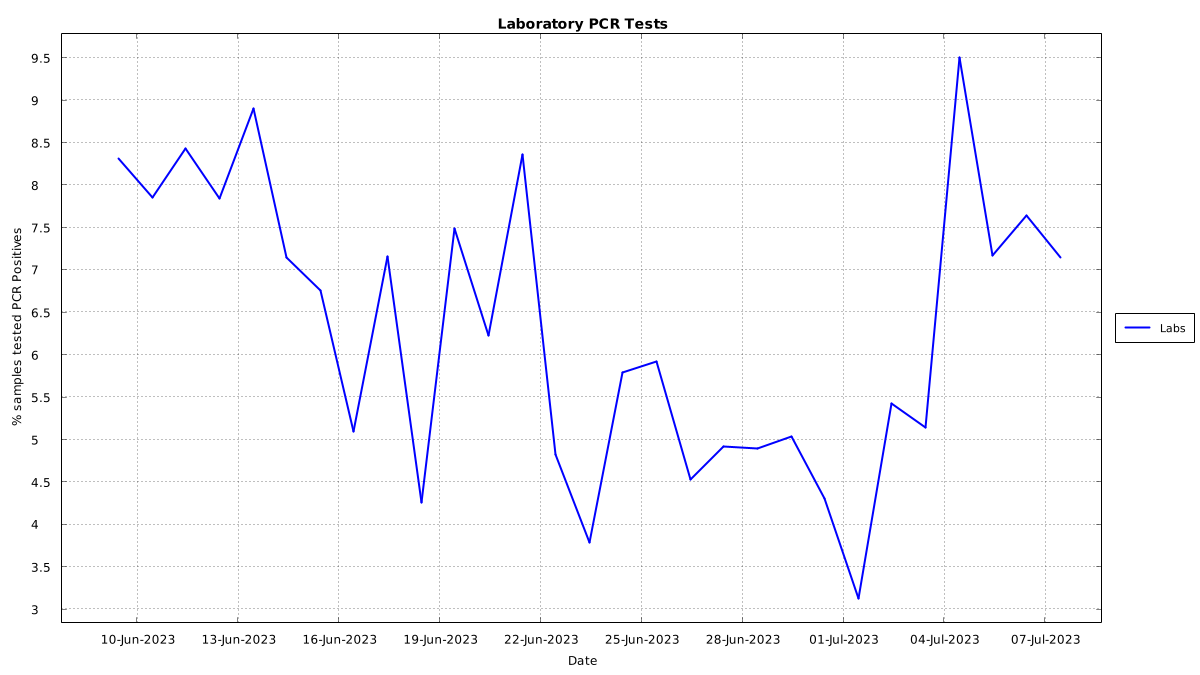 Laboratory PCR Tests
% samples tested PCR Positives
9.5
9
8.5
8
7.5
7
6.5
6
5.5
5
4.5
4
3.5
3
10-Jun-2023 13-Jun-2023 16-Jun-2023 19-Jun-2023 22-Jun-2023 25-Jun-2023 28-Jun-2023 01-Jul-2023 04-Jul-2023 07-Jul-2023
Date
Labs